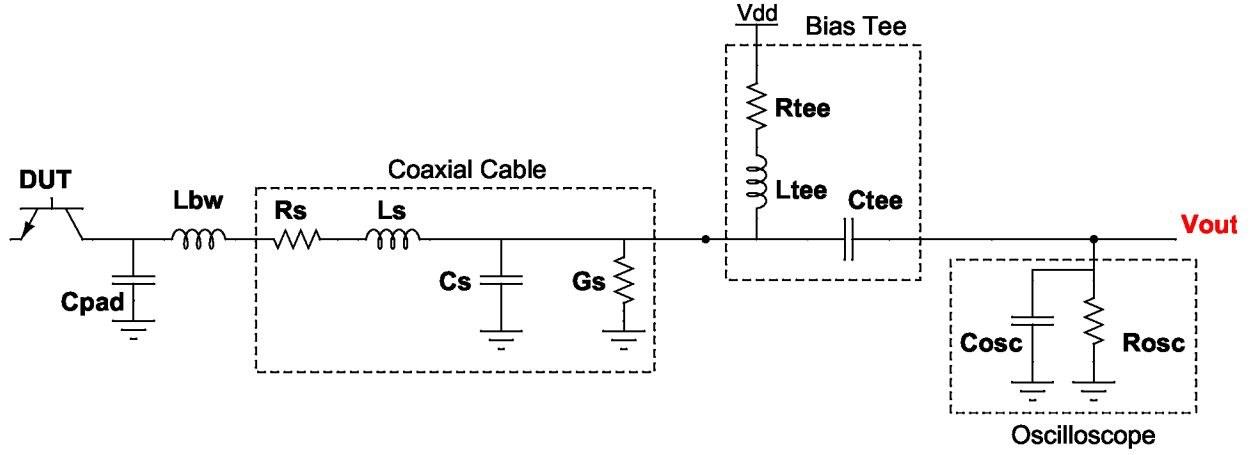 Vdd
Bias Tee
Rtee
Coaxial Cable
Ltee
DUT
Lbw
Rs
Ls
Ctee
Vout
Cpad
Cs
Gs
Cosc
Rosc
Oscilloscope